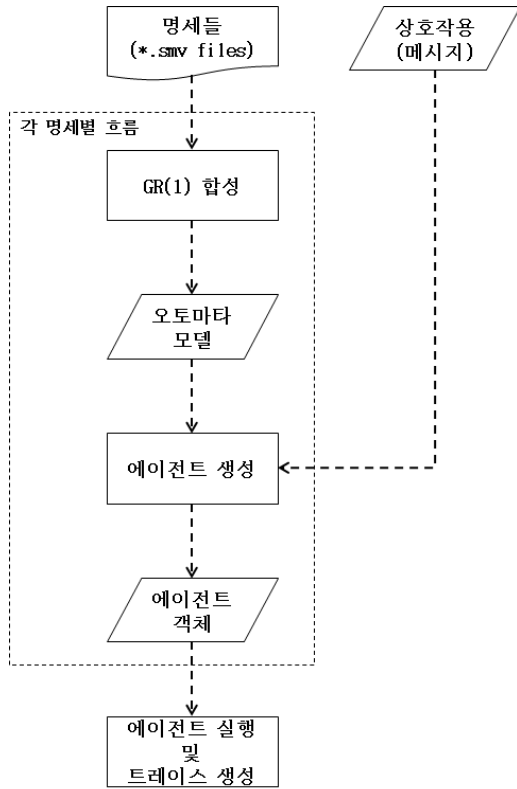 명세들
(*.smv files)
상호작용
(메시지)
각 명세별 흐름
GR(1) 합성
오토마타
모델
에이전트 생성
에이전트
객체
에이전트 실행
및
트레이스 생성